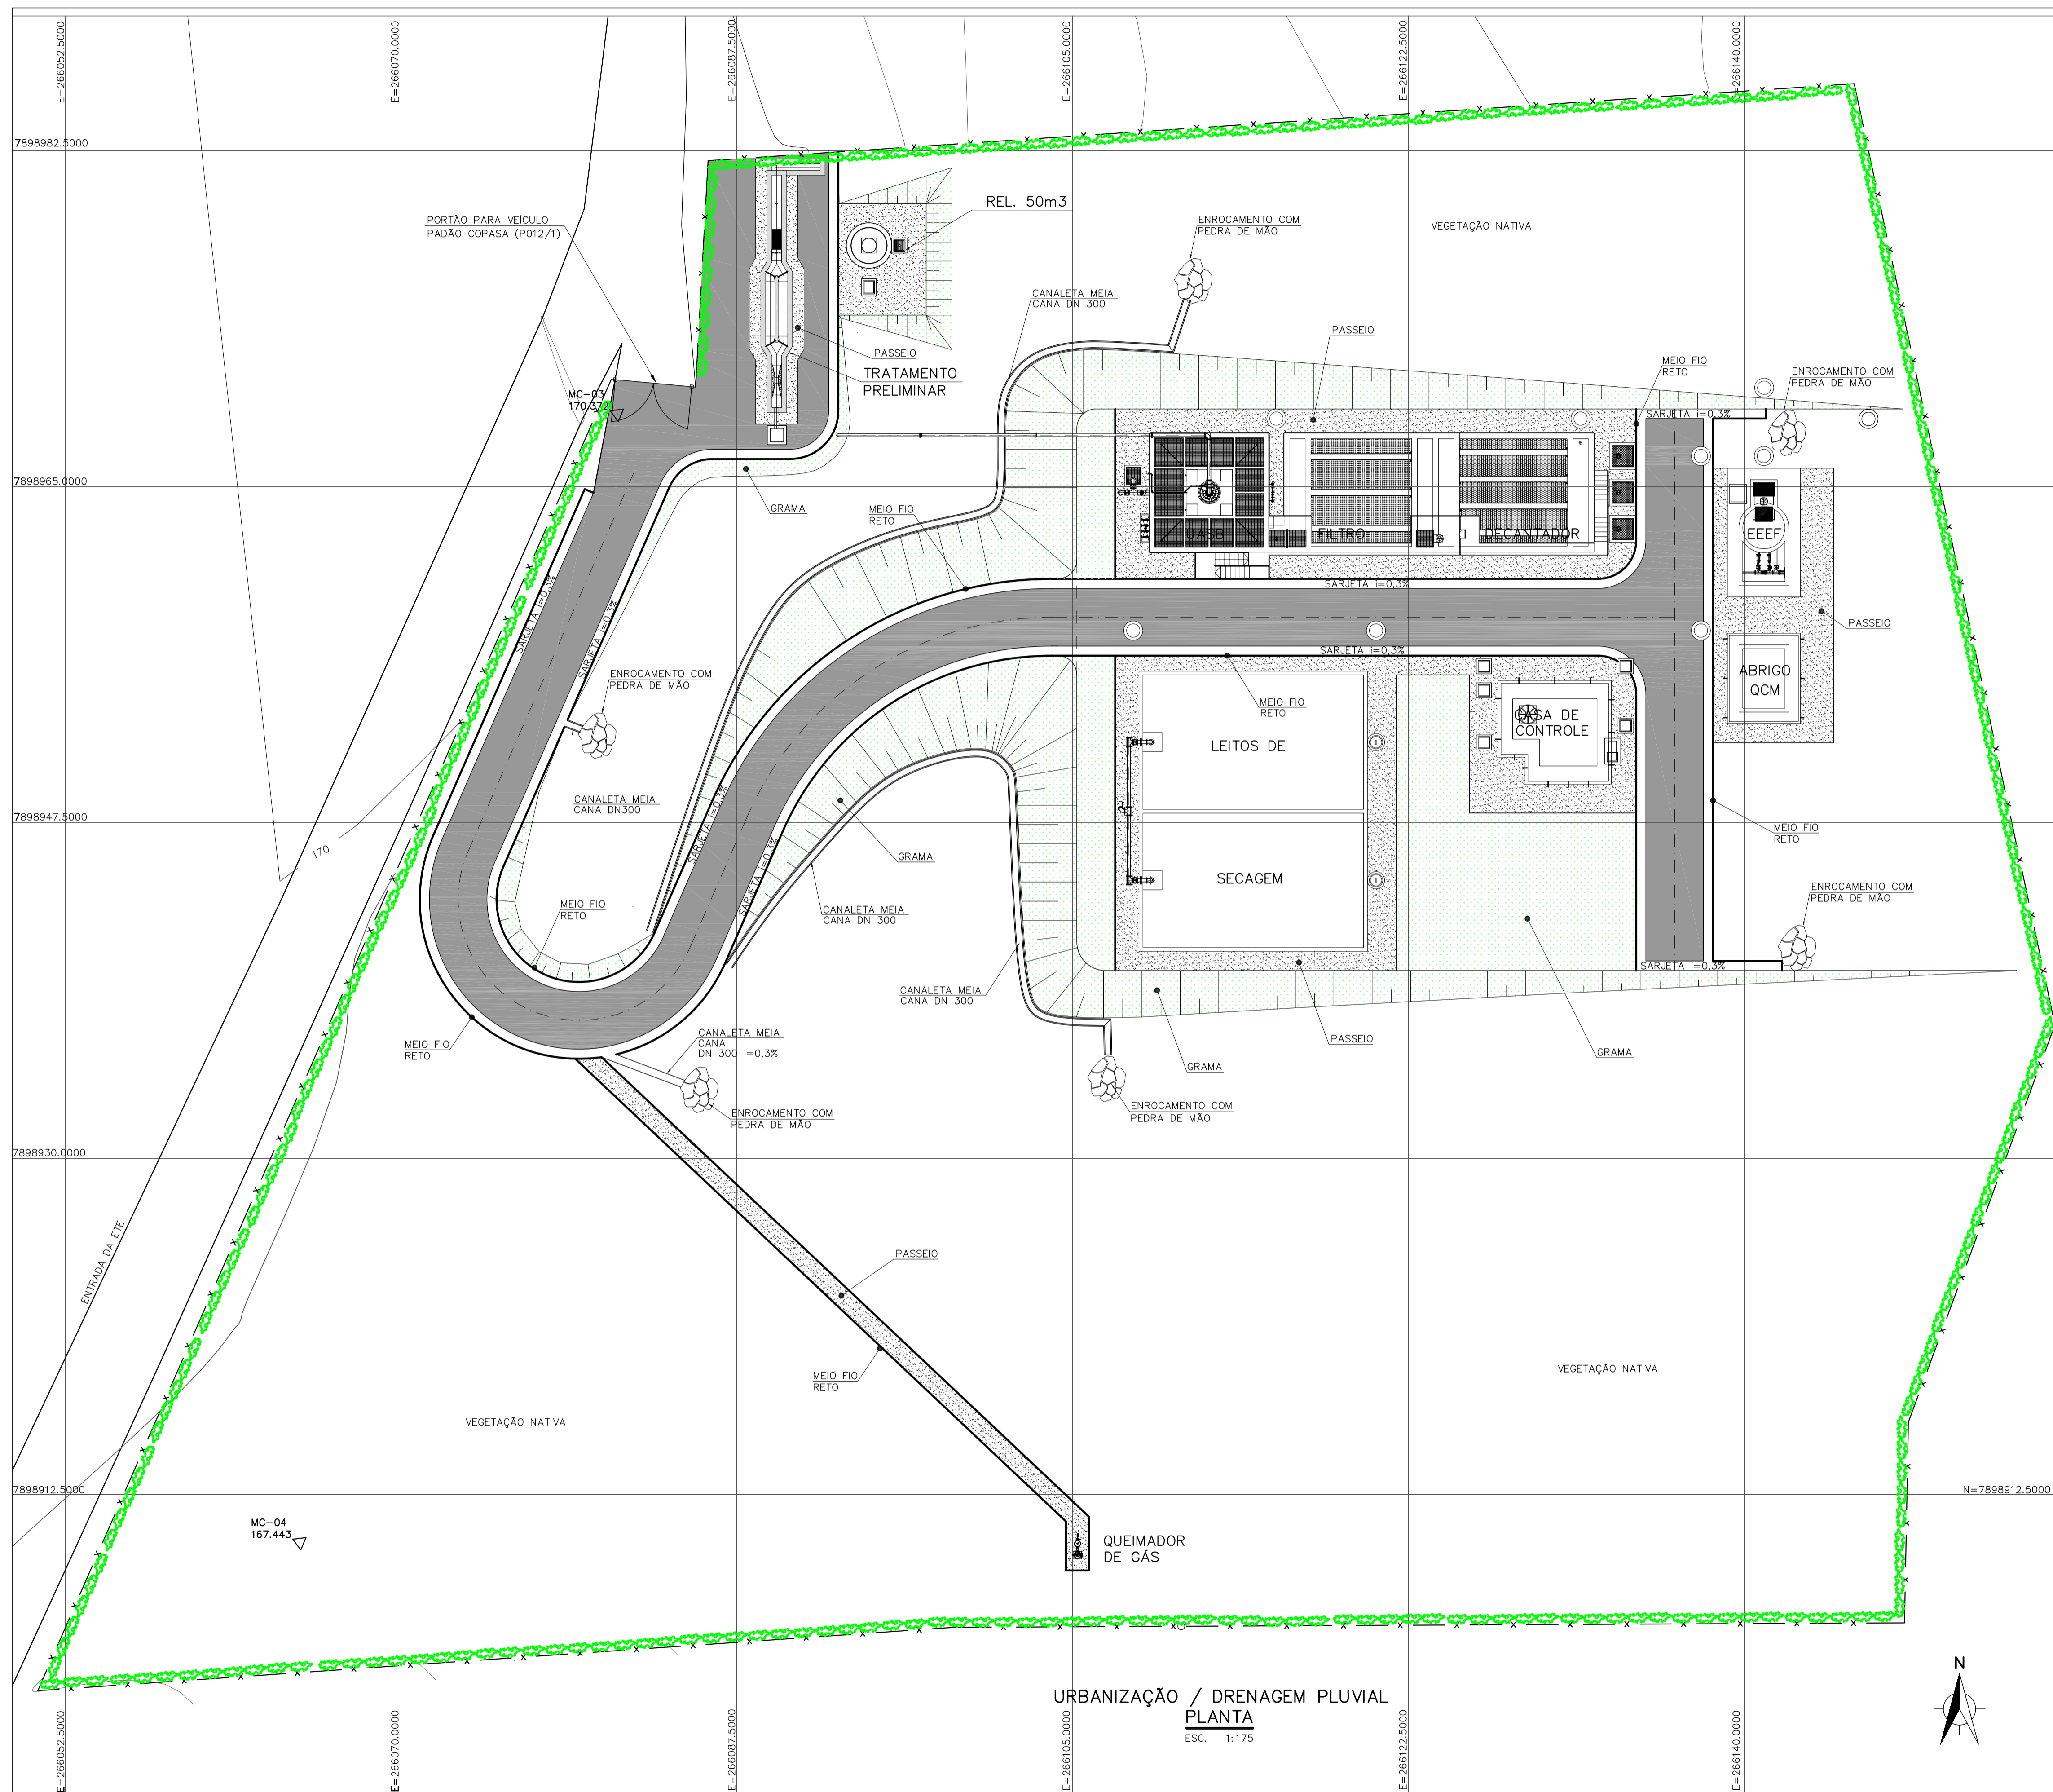 E=266052.5000
E=266070.0000
E=266087.5000
E=266105.0000
E=266122.5000
E=266140.0000
7898982.5000
REL. 50m3
PORTÃO PARA VEÍCULO
PADÃO COPASA (P012/1)
ENROCAMENTO COM
PEDRA DE MÃO
VEGETAÇÃO NATIVA
CANALETA MEIA
CANA DN 300
PASSEIO
PASSEIO
TRATAMENTO
PRELIMINAR
MEIO FIO
RETO
ENROCAMENTO COM
PEDRA DE MÃO
MC-03
170.372
SARJETA i=0.3%
7898965.0000
GRAMA
MEIO FIO
RETO
UASB
FILTRO
DECANTADOR
EEEF
SARJETA i=0,3%
SARJETA i=0,3%
SARJETA i=0,3%
PASSEIO
SARJETA i=0,3%
ENROCAMENTO COM
PEDRA DE MÃO
ABRIGO
QCM
MEIO FIO
RETO
CASA DE
CONTROLE
LEITOS DE
CANALETA MEIA
CANA DN300
SARJETA i=0,3%
7898947.5000
MEIO FIO
RETO
170
GRAMA
SARJETA i=0,3%
SECAGEM
ENROCAMENTO COM
PEDRA DE MÃO
MEIO FIO
RETO
CANALETA MEIA
CANA DN 300
SARJETA i=0,3%
CANALETA MEIA
CANA DN 300
CANALETA MEIA
CANA
DN 300 i=0,3%
MEIO FIO
RETO
PASSEIO
GRAMA
GRAMA
ENROCAMENTO COM
PEDRA DE MÃO
ENROCAMENTO COM
PEDRA DE MÃO
7898930.0000
ENTRADA DA ETE
PASSEIO
MEIO FIO
RETO
VEGETAÇÃO NATIVA
VEGETAÇÃO NATIVA
7898912.5000
N=7898912.5000
MC-04
167.443
QUEIMADOR
DE GÁS
N
URBANIZAÇÃO / DRENAGEM PLUVIAL
PLANTA
ESC. 1:175
E=266052.5000
E=266070.0000
E=266087.5000
E=266105.0000
E=266122.5000
E=266140.0000